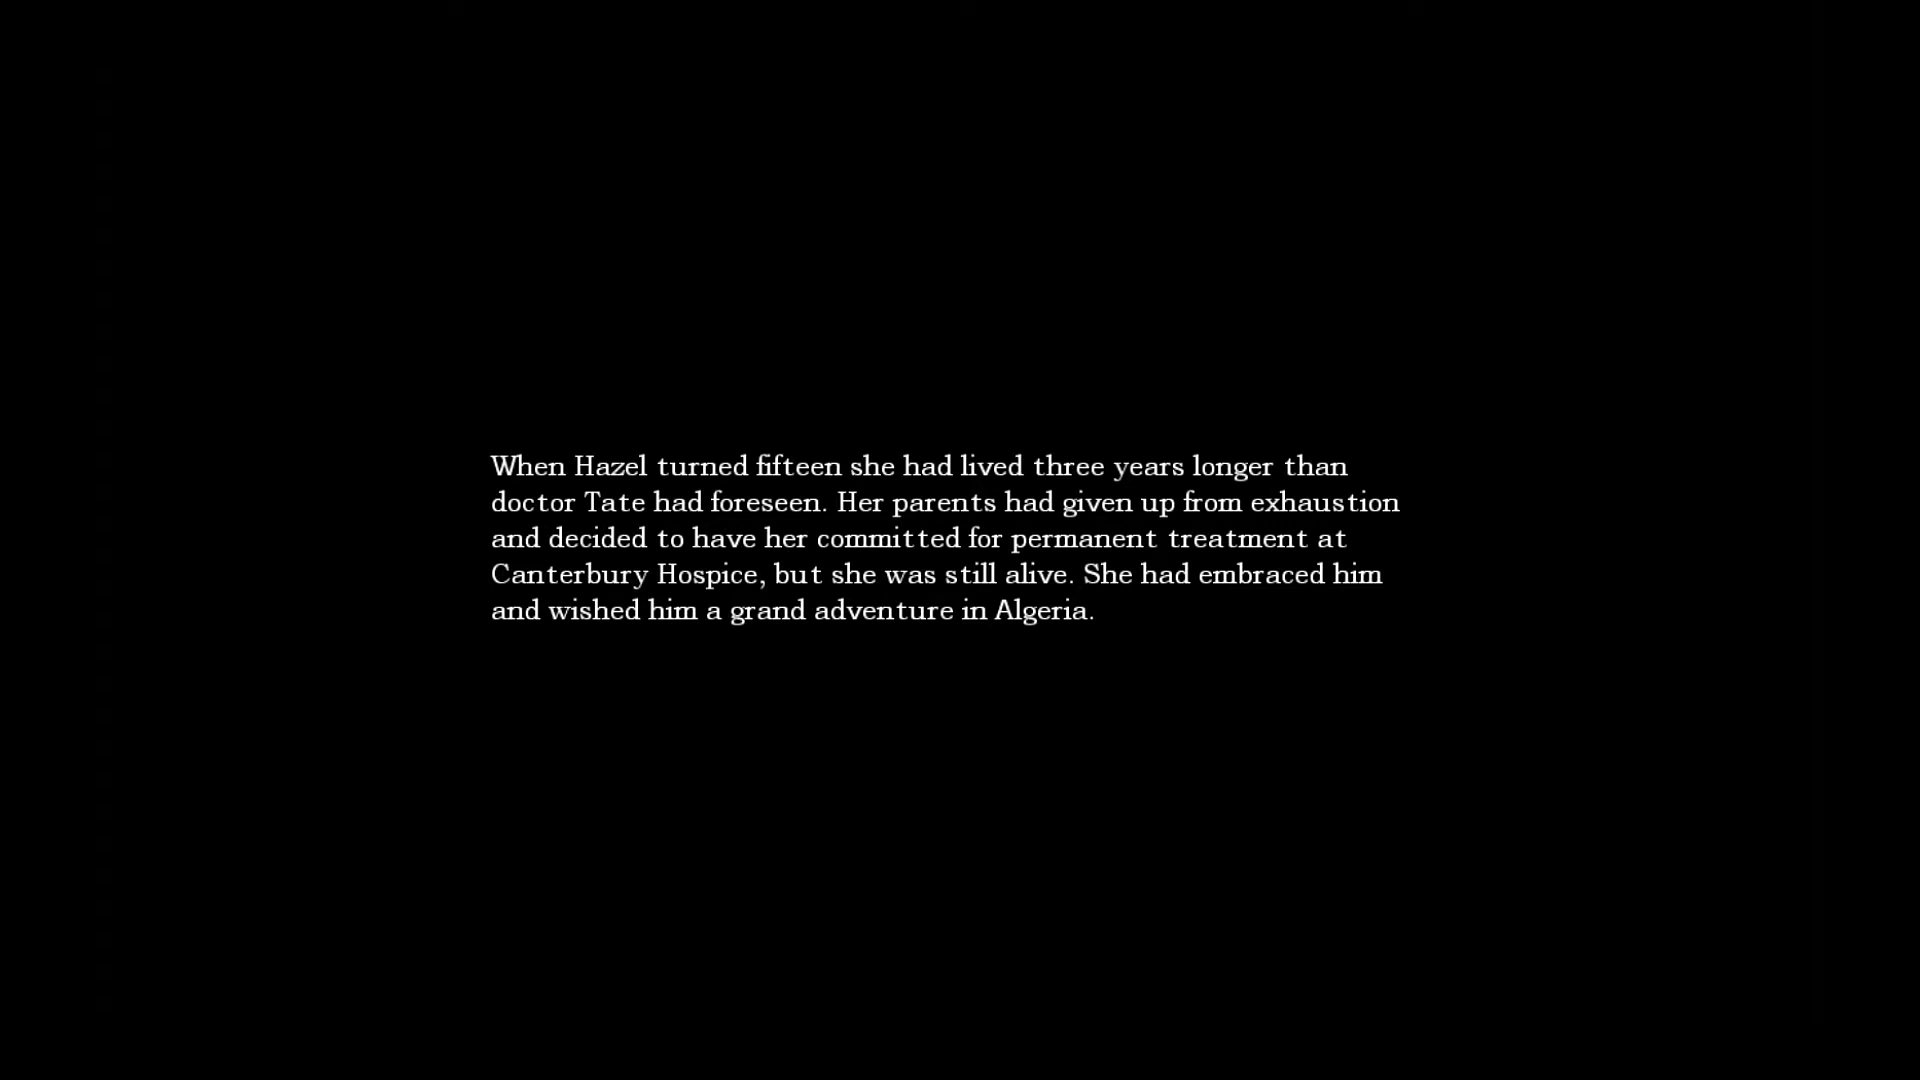 When Hazel turned fifteen she had lived three years longer than
doctor Tate had foreseen. Her parents had given up from exhaustion
and decided to have her committed for permanent treatment at
Canterbury Hospice, but she was still alive. She had embraced him
and wished him a grand adventure in Algeria.